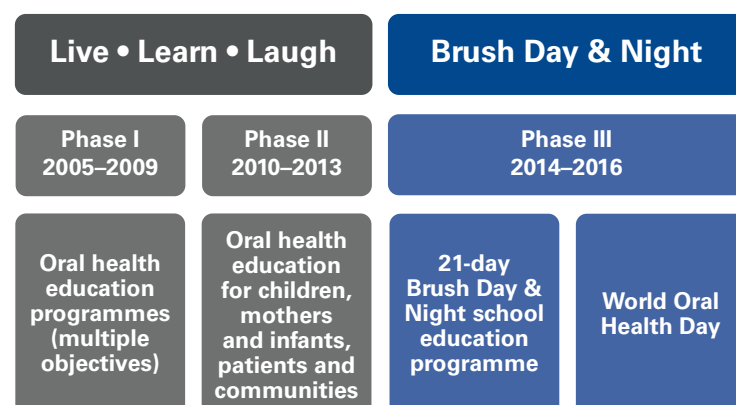 Live • Learn • Laugh
Brush Day & Night
Phase I
2005–2009
Phase II
2010–2013
Phase III
2014–2016
Oral health
education
programmes
(multiple
objectives)
Oral health
education
for children,
mothers
and infants,
patients and
communities
21-day
Brush Day &
Night school
education
programme
World Oral
Health Day